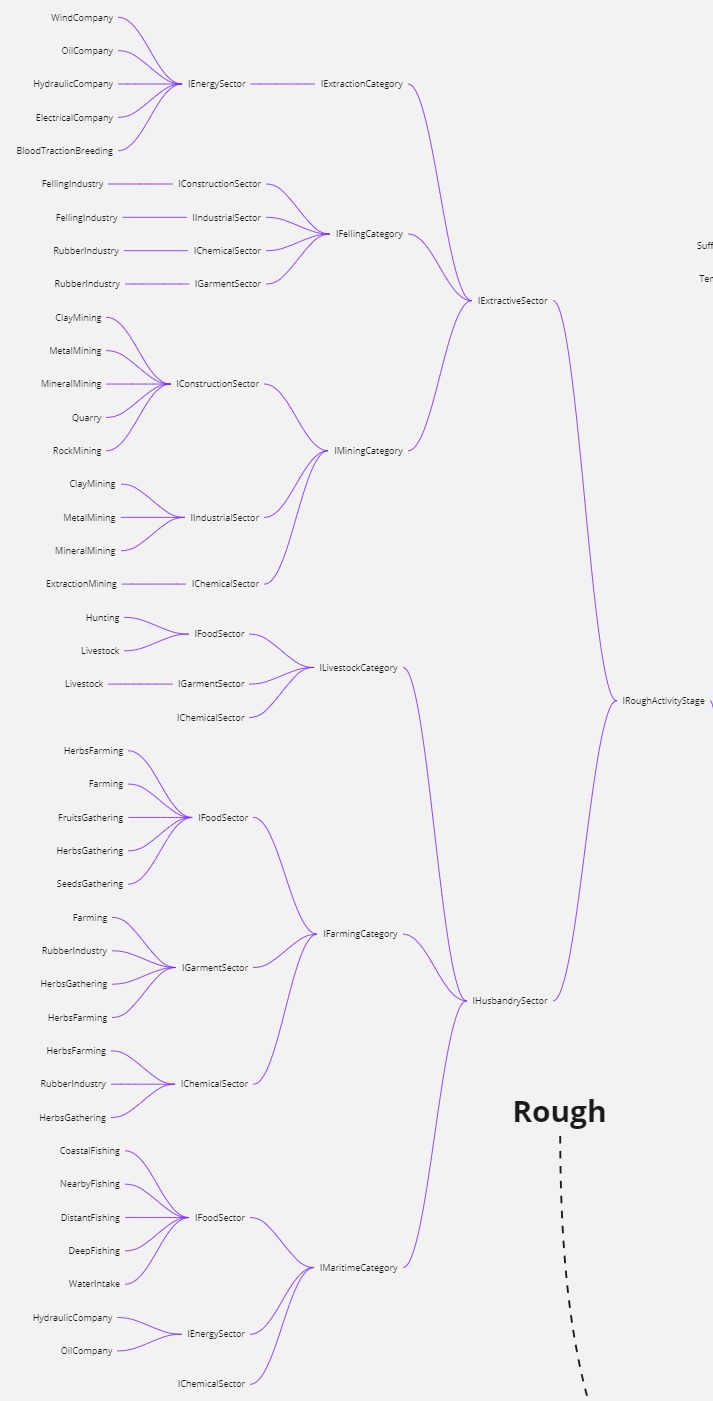 WindCompany
OilCompany
HydraulicCompany
IEnergySector
IExtractionCategory
ElectricalCompany
BloodTractionBreeding
FellingIndustry
IConstructionSector
FellingIndustry
IIndustrialSector
IFellingCategory
RubberIndustry
IChemicalSector
RubberIndustry
IGarmentSector
IExtractiveSector
ClayMining
MetalMining
MineralMining
IConstructionSector
Quarry
RockMining
IMiningCategory
ClayMining
MetalMining
IIndustrialSector
MineralMining
ExtractionMining
IChemicalSector
Hunting
IFoodSector
Livestock
ILivestockCategory
Livestock
IGarmentSector
IChemicalSector
IRoughActivityStage
HerbsFarming
Farming
FruitsGathering
IFoodSector
HerbsGathering
SeedsGathering
Farming
IFarmingCategory
RubberIndustry
IGarmentSector
HerbsGathering
HerbsFarming
IHusbandrySector
HerbsFarming
RubberIndustry
IChemicalSector
HerbsGathering
Rough
CoastalFishing
NearbyFishing
DistantFishing
IFoodSector
DeepFishing
WaterIntake
IMaritimeCategory
HydraulicCompany
IEnergySector
OilCompany
IChemicalSector